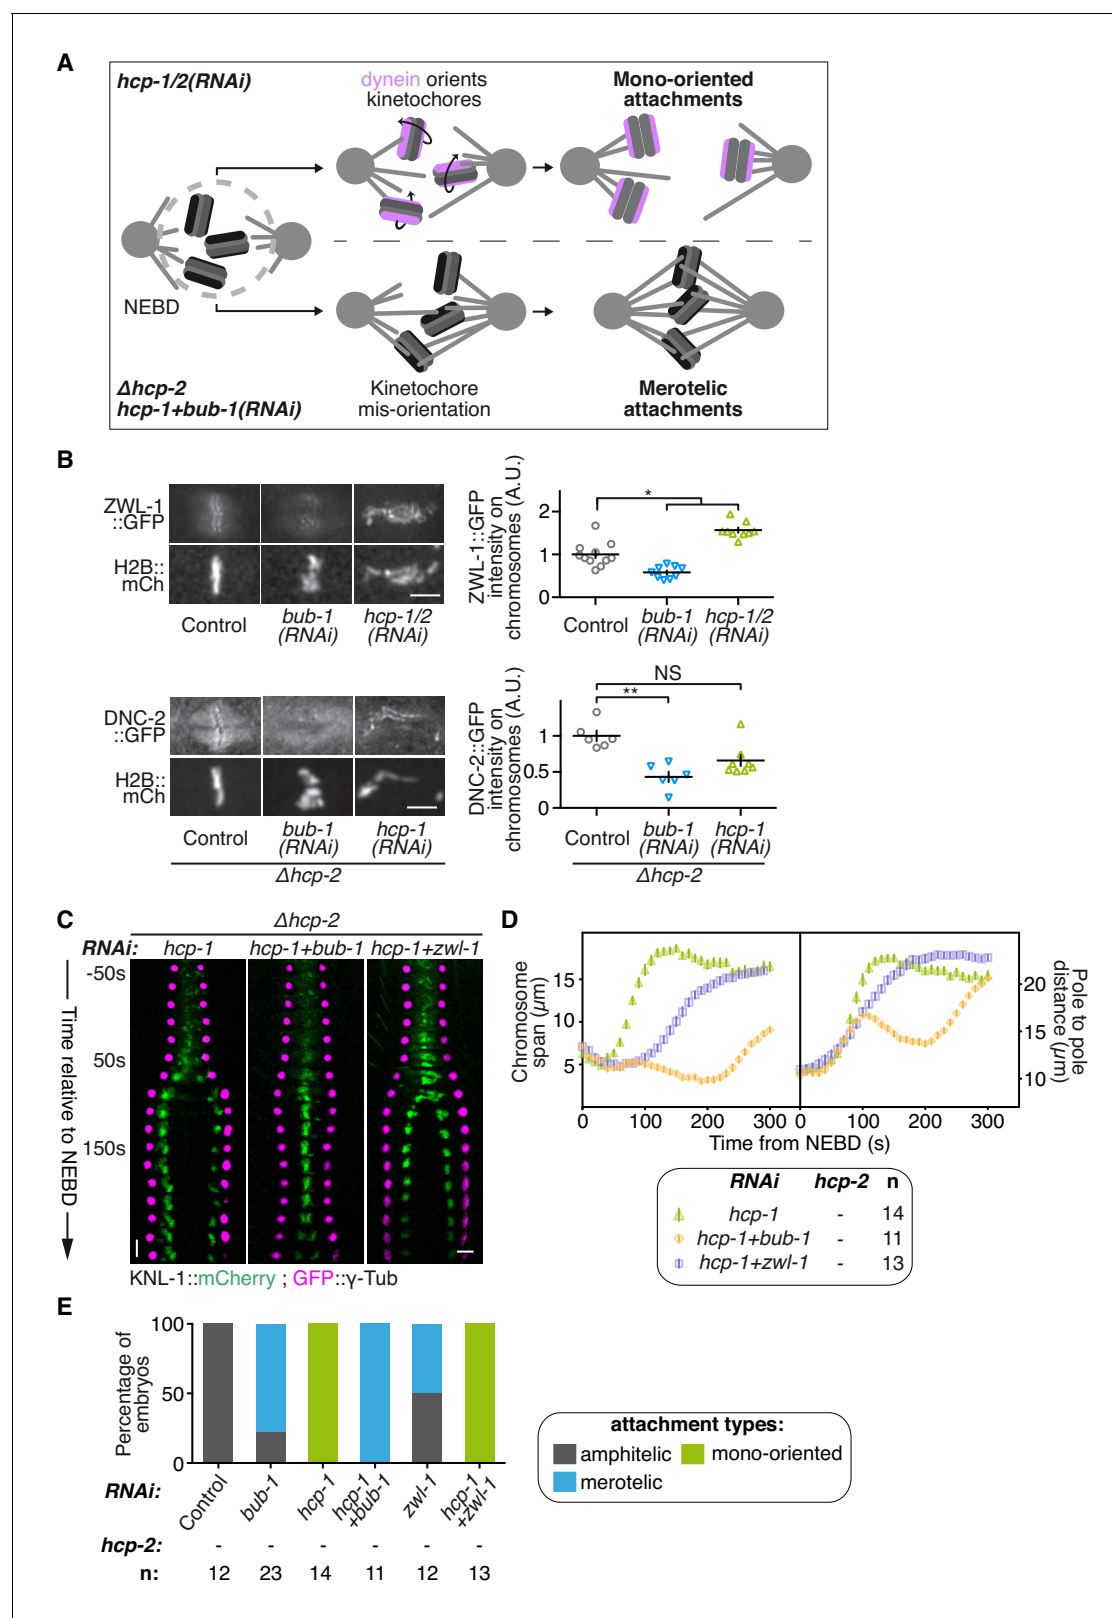 A
hcp-1/2(RNAi)
dynein orients
kinetochores
Mono-oriented
attachments
NEBD
Δhcp-2
hcp-1+bub-1(RNAi)
Kinetochore
mis-orientation
Merotelic
attachments
B
ZWL-1
::GFP
H2B::
mCh
Control
bub-1
(RNAi)
hcp-1/2
(RNAi)
ZWL-1::GFP
intensity on
chromosomes (A.U.)
2
1
0
*
Control
bub-1
(RNAi)
hcp-1/2
(RNAi)
DNC-2
::GFP
H2B::
mCh
Control
bub-1
(RNAi)
hcp-1
(RNAi)
Δhcp-2
DNC-2::GFP
intensity on
chromosomes (A.U.)
1
0.5
0
NS
**
Control
bub-1
(RNAi)
hcp-1
(RNAi)
Δhcp-2
C
Δhcp-2
RNAi: hcp-1 hcp-1+bub-1 hcp-1+zwl-1
-50s
50s
150s
Time relative to NEBD
KNL-1::mCherry ; GFP::γ-Tub
D
Chromosome
span (µm)
15
10
5
0 100 200 300
0 100 200 300
20
15
10
Pole to pole
distance (µm)
Time from NEBD (s)
RNAi hcp-2 n
hcp-1 - 14
hcp-1+bub-1 - 11
hcp-1+zwl-1 - 13
E
Percentage of
embryos
100
50
0
RNAi:
Control
bub-1
hcp-1
hcp-1
+bub-1
zwl-1
hcp-1
+zwl-1
hcp-2: - - - - - -
n: 12 23 14 11 12 13
attachment types:
amphitelic
mono-oriented
merotelic